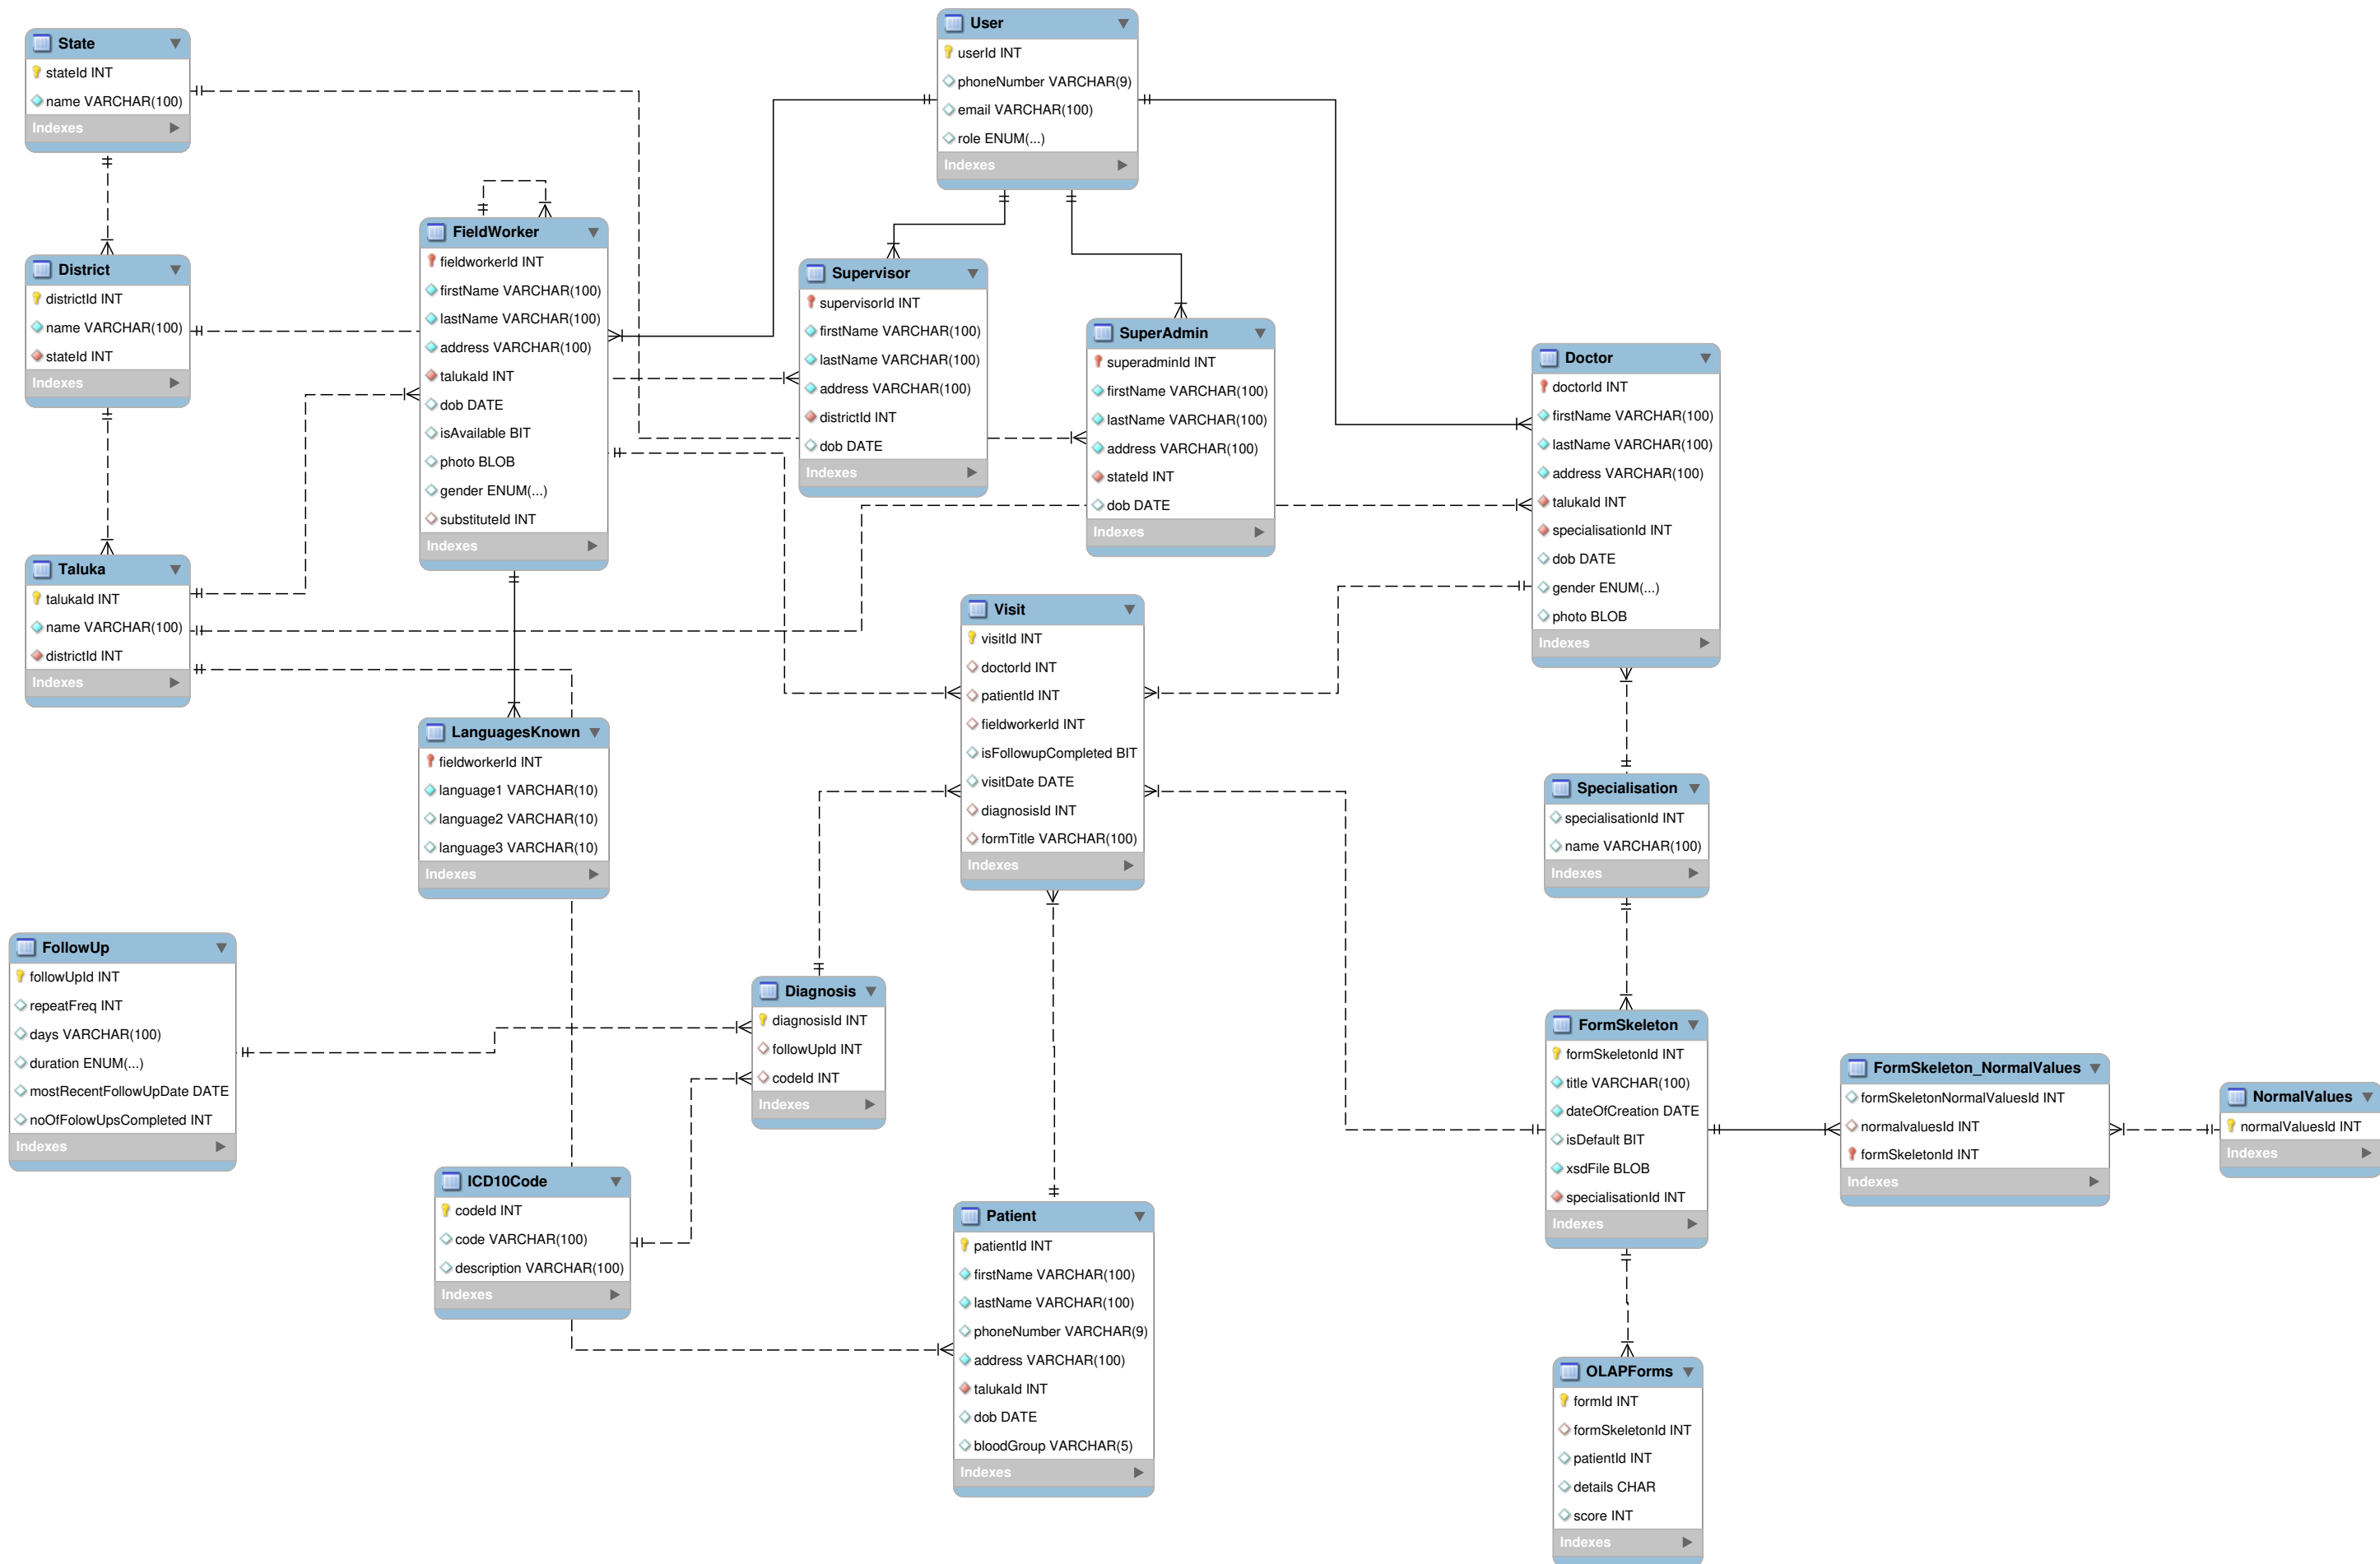 State
stateId INT
name VARCHAR(100)
Indexes
User
userId INT
phoneNumber VARCHAR(9)
email VARCHAR(100)
role ENUM(...)
Indexes
District
districtId INT
name VARCHAR(100)
stateId INT
Indexes
FieldWorker
fieldworkerId INT
firstName VARCHAR(100)
lastName VARCHAR(100)
address VARCHAR(100)
talukaId INT
dob DATE
isAvailable BIT
photo BLOB
gender ENUM(...)
substituteId INT
Indexes
Supervisor
supervisorId INT
firstName VARCHAR(100)
lastName VARCHAR(100)
address VARCHAR(100)
districtId INT
dob DATE
Indexes
SuperAdmin
superadminId INT
firstName VARCHAR(100)
lastName VARCHAR(100)
address VARCHAR(100)
stateId INT
dob DATE
Indexes
Doctor
doctorId INT
firstName VARCHAR(100)
lastName VARCHAR(100)
address VARCHAR(100)
talukaId INT
specialisationId INT
dob DATE
gender ENUM(...)
photo BLOB
Indexes
Taluka
talukaId INT
name VARCHAR(100)
districtId INT
Indexes
Visit
visitId INT
doctorId INT
patientId INT
fieldworkerId INT
isFollowupCompleted BIT
visitDate DATE
diagnosisId INT
formTitle VARCHAR(100)
Indexes
LanguagesKnown
fieldworkerId INT
language1 VARCHAR(10)
language2 VARCHAR(10)
language3 VARCHAR(10)
Indexes
Specialisation
specialisationId INT
name VARCHAR(100)
Indexes
FollowUp
followUpId INT
repeatFreq INT
days VARCHAR(100)
duration ENUM(...)
mostRecentFollowUpDate DATE
noOfFolowUpsCompleted INT
Indexes
Diagnosis
diagnosisId INT
followUpId INT
codeId INT
Indexes
FormSkeleton
formSkeletonId INT
title VARCHAR(100)
dateOfCreation DATE
isDefault BIT
xsdFile BLOB
specialisationId INT
Indexes
FormSkeleton_NormalValues
formSkeletonNormalValuesId INT
normalvaluesId INT
formSkeletonId INT
Indexes
NormalValues
normalValuesId INT
Indexes
ICD10Code
codeId INT
code VARCHAR(100)
description VARCHAR(100)
Indexes
Patient
patientId INT
firstName VARCHAR(100)
lastName VARCHAR(100)
phoneNumber VARCHAR(9)
address VARCHAR(100)
talukaId INT
dob DATE
bloodGroup VARCHAR(5)
Indexes
OLAPForms
formId INT
formSkeletonId INT
patientId INT
details CHAR
score INT
Indexes